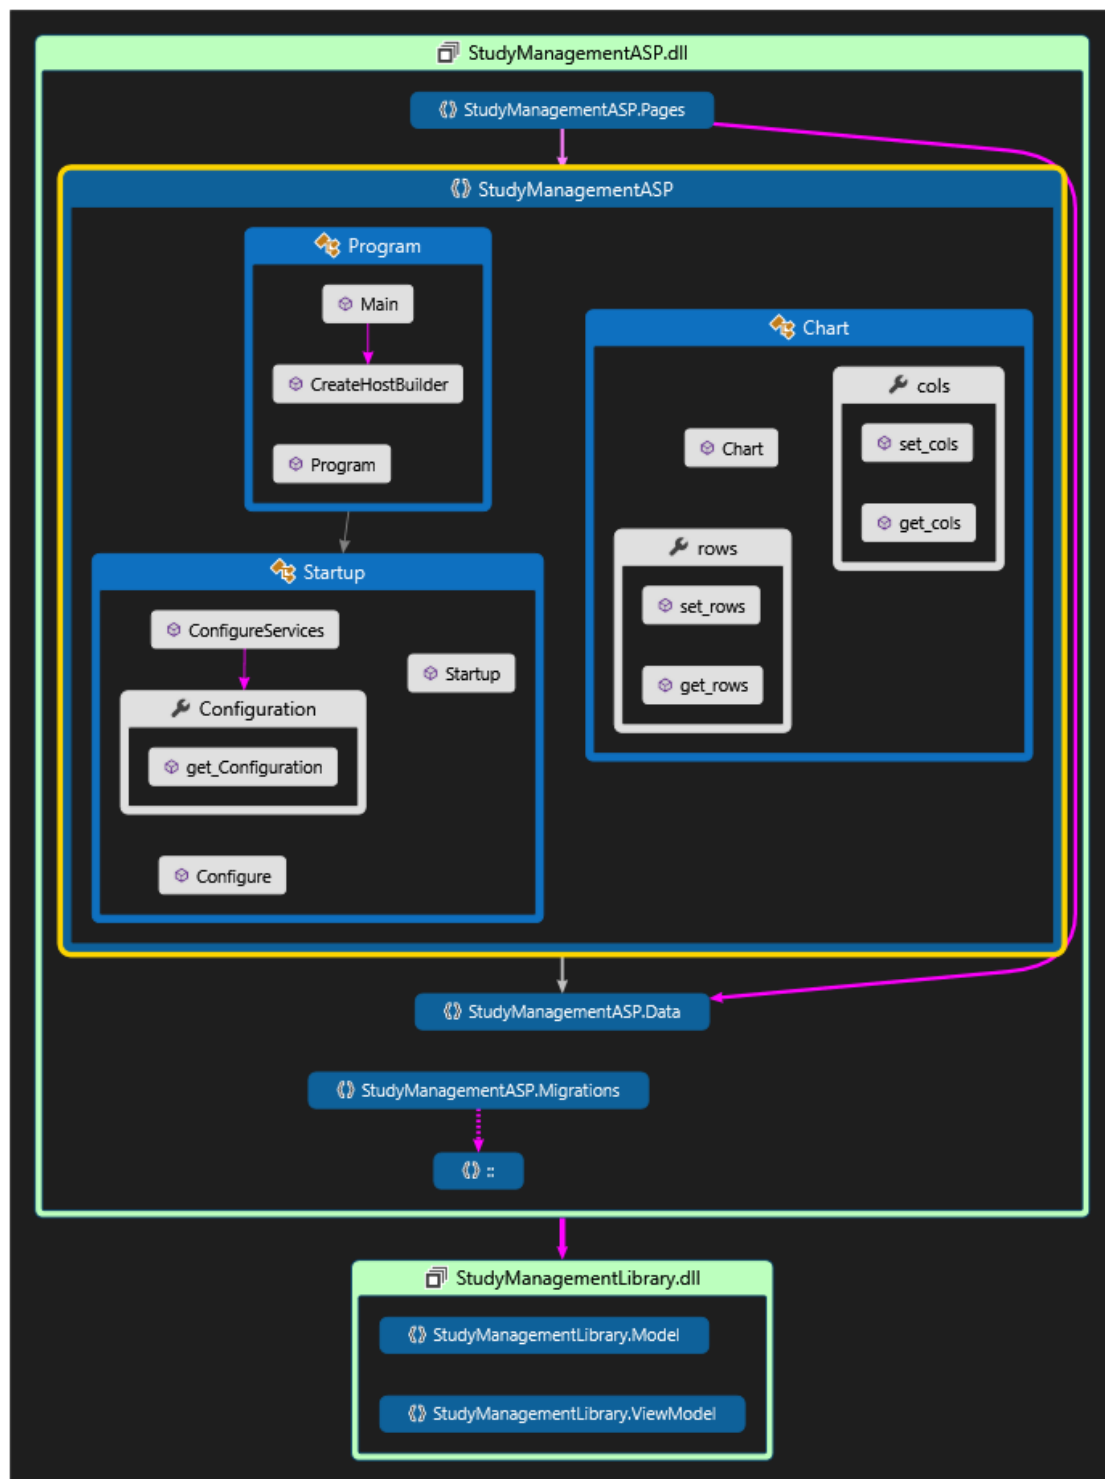 StudyManagementASP.dll
StudyManagementASP.Pages
StudyManagementASP
Program
Main
CreateHostBuilder
Program
Startup
ConfigureServices
Startup
Configuration
get_Configuration
Configure
Chart
cols
set_cols
get_cols
Chart
rows
set_rows
get_rows
StudyManagementASP.Data
StudyManagementASP.Migrations
::
StudyManagementLibrary.dll
StudyManagementLibrary.Model
StudyManagementLibrary.ViewModel